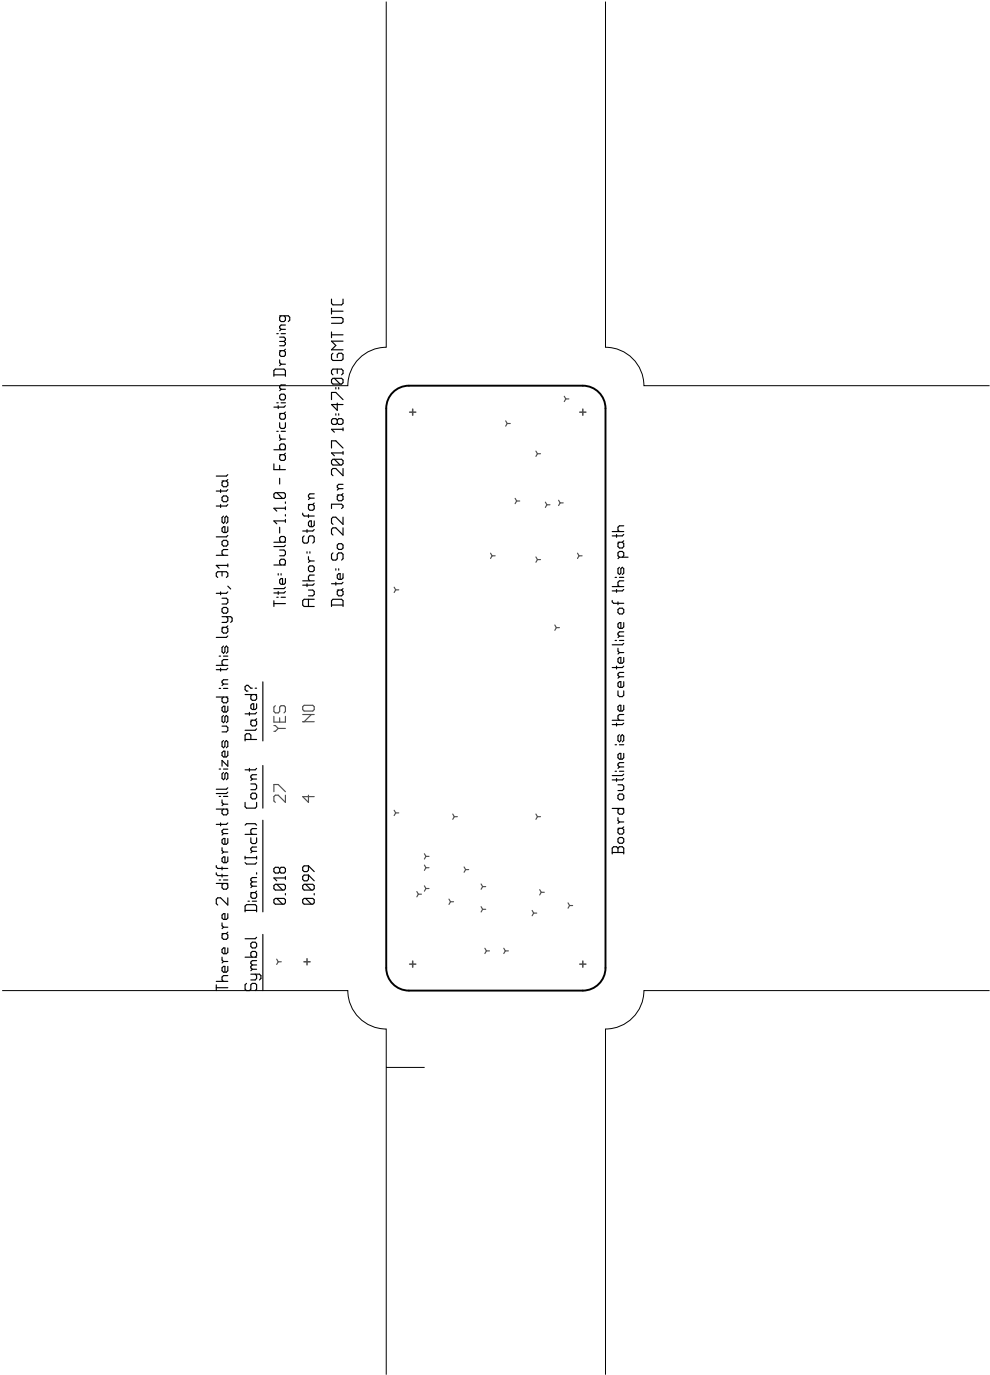 There are 2 different drill sizes used in this layout, 31 holes total
Symbol Diam. (Inch) Count Plated?
0.018 27 YES
+ 0.099 4 NO
Title: bulb-1.1.0 - Fabrication Drawing
Author: Stefan
Date: So 22 Jan 2017 18:47:03 GMT UTC
Board outline is the centerline of this path